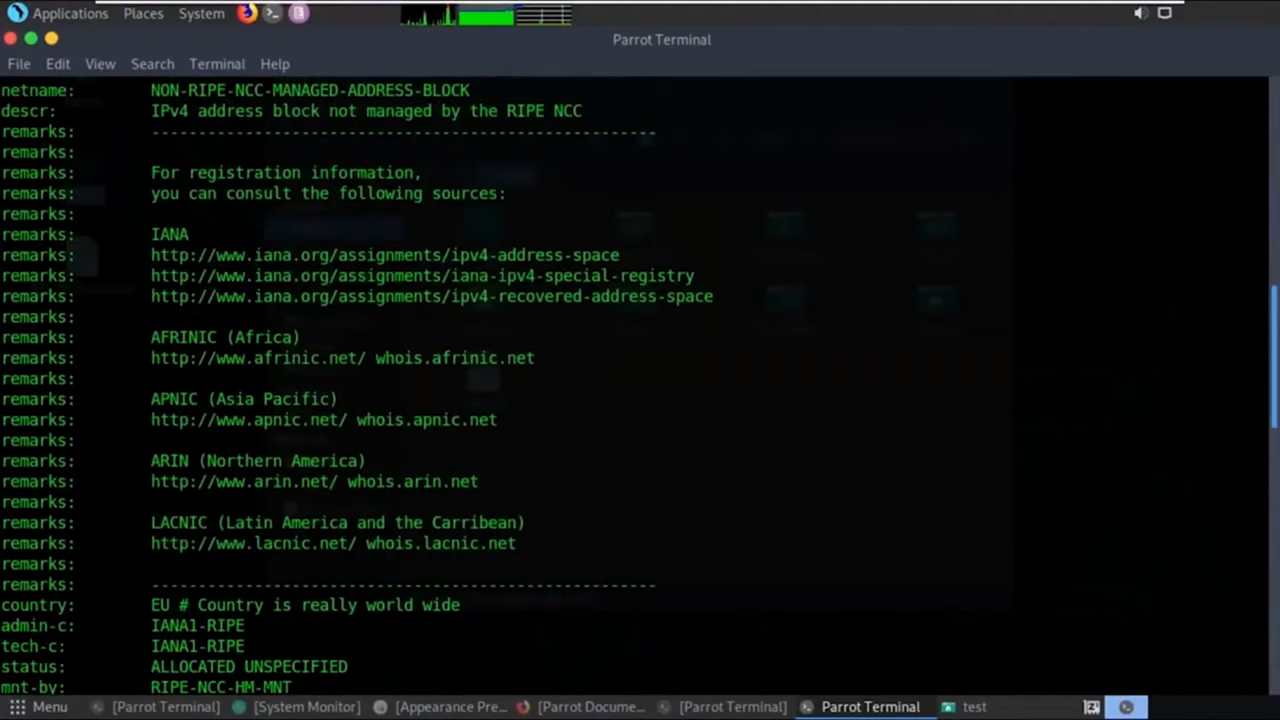 Applications Places System
Parrot Terminal
File Edit View Search Terminal Help
netname: NON-RIPE-NCC-MANAGED-ADDRESS-BLOCK
descr: IPv4 address block not managed by the RIPE NCC
remarks: ------------------------------------------------------
remarks:
remarks: For registration information,
remarks: you can consult the following sources:
remarks:
remarks: IANA
remarks: http://www.iana.org/assignments/ipv4-address-space
remarks: http://www.iana.org/assignments/iana-ipv4-special-registry
remarks: http://www.iana.org/assignments/ipv4-recovered-address-space
remarks:
remarks: AFRINIC (Africa)
remarks: http://www.afrinic.net/ whois.afrinic.net
remarks:
remarks: APNIC (Asia Pacific)
remarks: http://www.apnic.net/ whois.apnic.net
remarks:
remarks: ARIN (Northern America)
remarks: http://www.arin.net/ whois.arin.net
remarks:
remarks: LACNIC (Latin America and the Carribean)
remarks: http://www.lacnic.net/ whois.lacnic.net
remarks:
remarks: ------------------------------------------------------
country: EU # Country is really world wide
admin-c: IANA1-RIPE
tech-c: IANA1-RIPE
status: ALLOCATED UNSPECIFIED
mnt-by: RIPE-NCC-HM-MNT
Menu [Parrot Terminal] [System Monitor] [Appearance Pre... [Parrot Docume... [Parrot Terminal] Parrot Terminal test